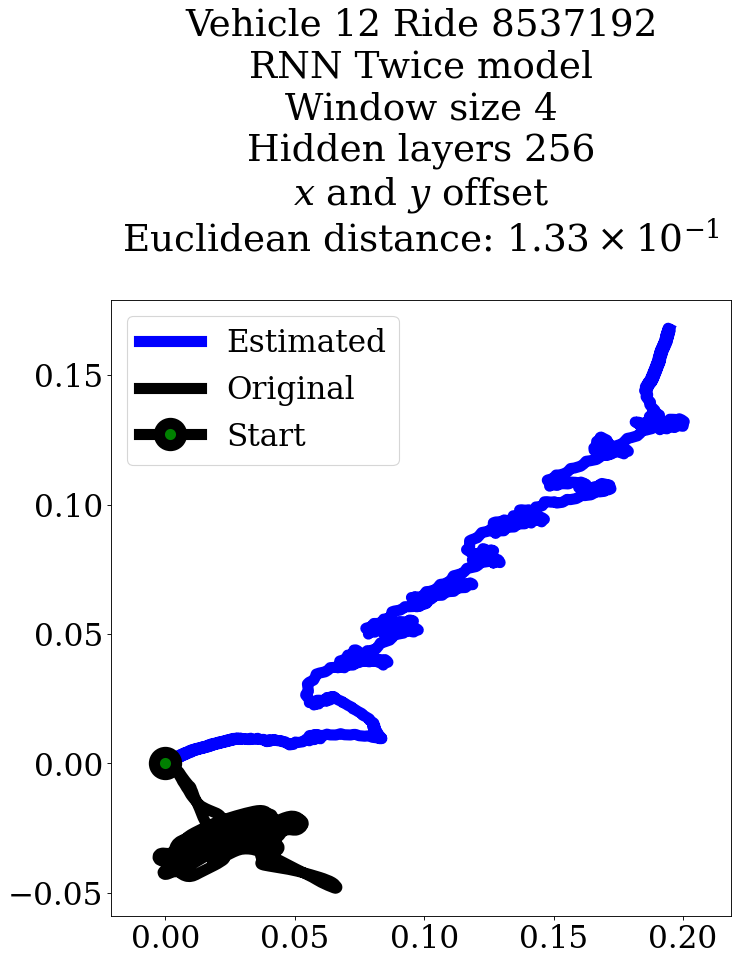 Vehicle 12 Ride 8537192
RNN Twice model
Window size 4
Hidden layers 256
x and y offset
Euclidean distance: 1.33 × 10⁻¹
Estimated
Original
Start
0.15
0.10
0.05
0.00
−0.05
0.00 0.05 0.10 0.15 0.20